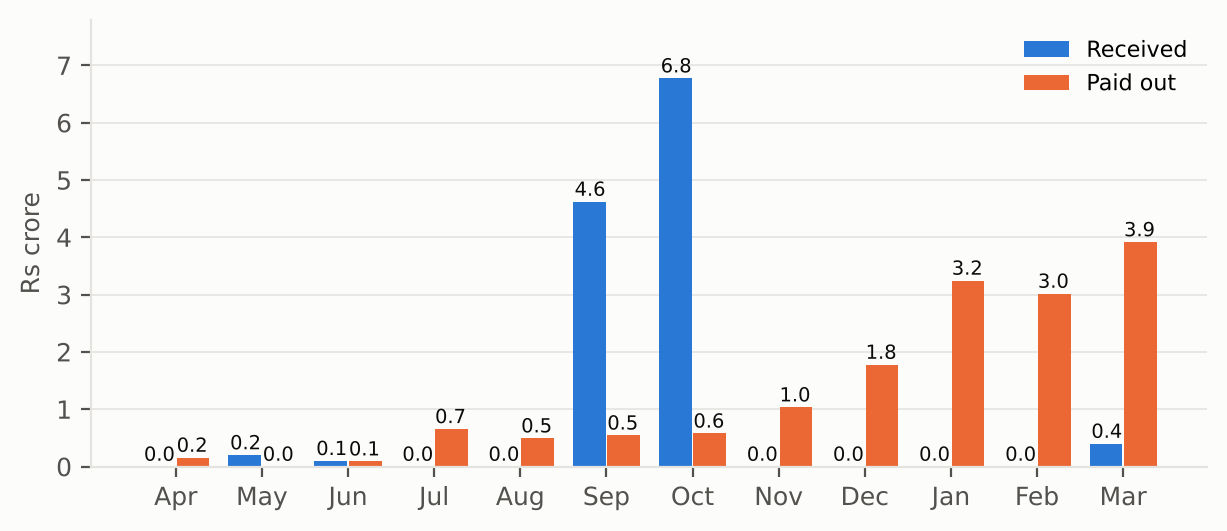 Received
Paid out
Rs crore
7
6
5
4
3
2
1
0
0.0 0.2 0.2 0.0 0.1 0.1 0.0 0.7 0.0 0.5 4.6 0.5 6.8 0.6 0.0 1.0 0.0 1.8 0.0 3.2 0.0 3.0 0.4 3.9
Apr May Jun Jul Aug Sep Oct Nov Dec Jan Feb Mar